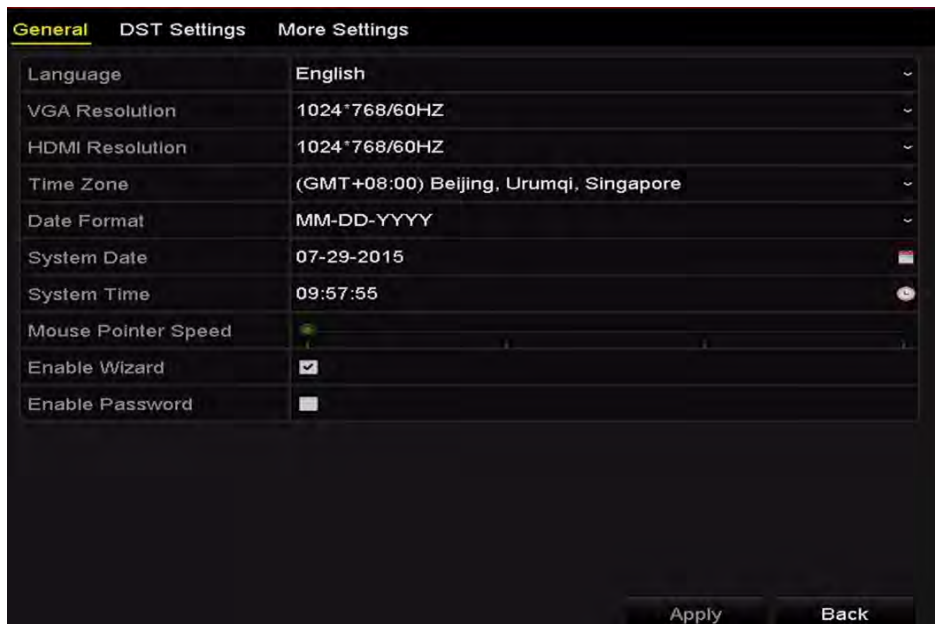 General DST Settings More Settings
Language English
VGA Resolution 1024*768/60HZ
HDMI Resolution 1024*768/60HZ
Time Zone (GMT+08:00) Beijing, Urumqi, Singapore
Date Format MM-DD-YYYY
System Date 07-29-2015
System Time 09:57:55
Mouse Pointer Speed
Enable Wizard
Enable Password
Apply Back